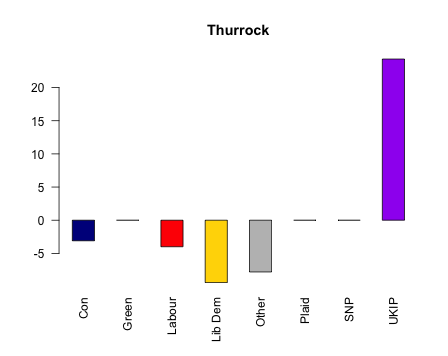 Thurrock
20
15
10
5
0
-5
Con
Green
Labour
Lib Dem
Other
Plaid
SNP
UKIP